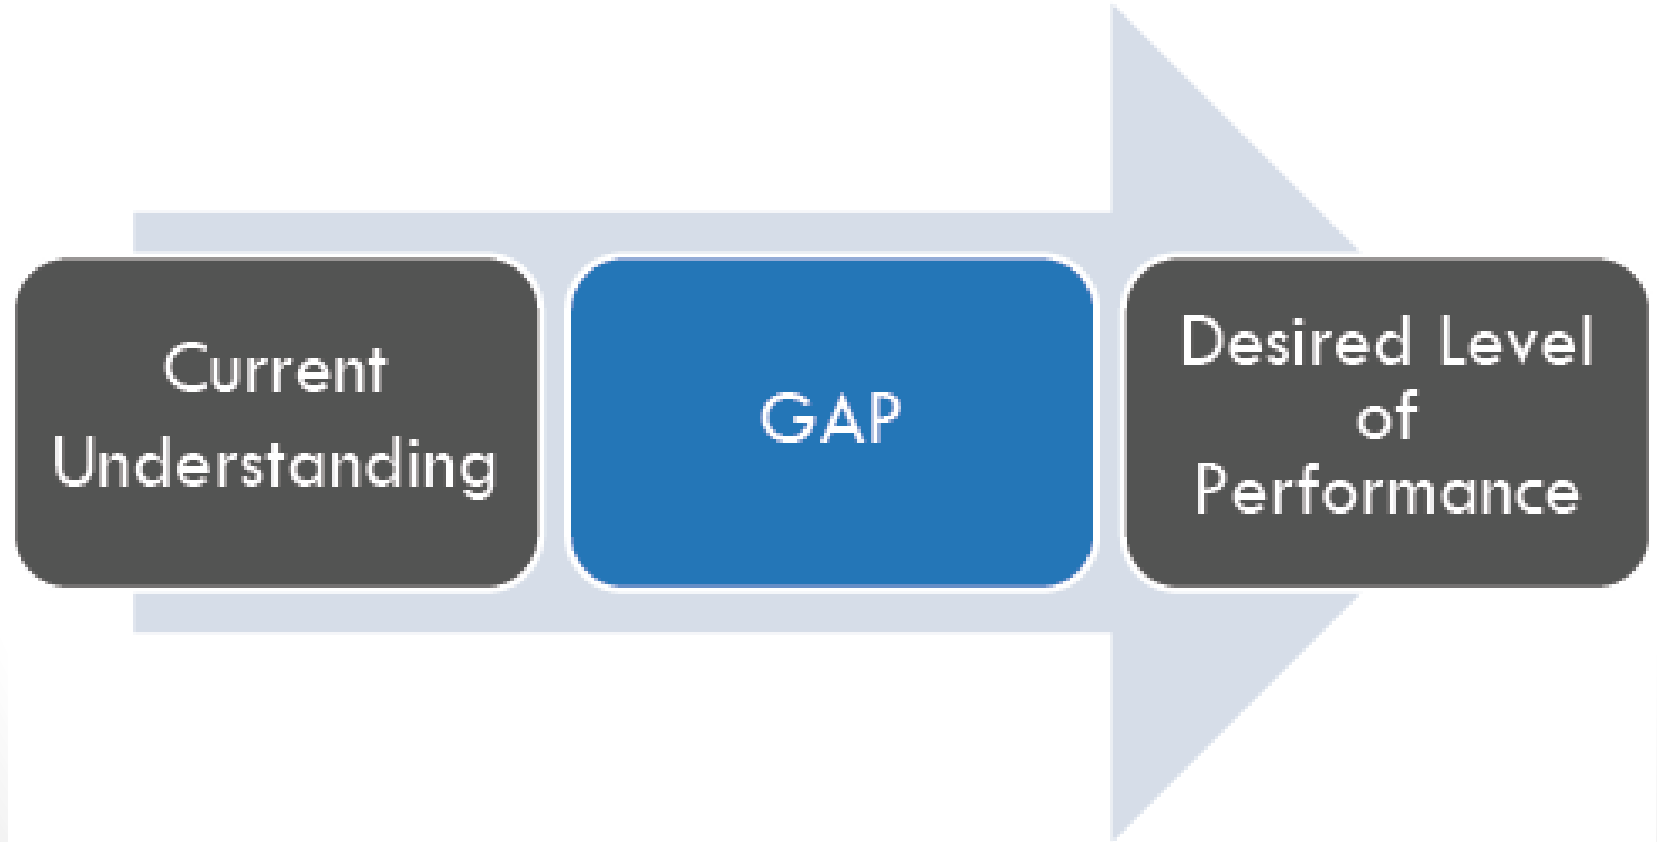 Current
Understanding
GAP
Desired Level
of
Performance